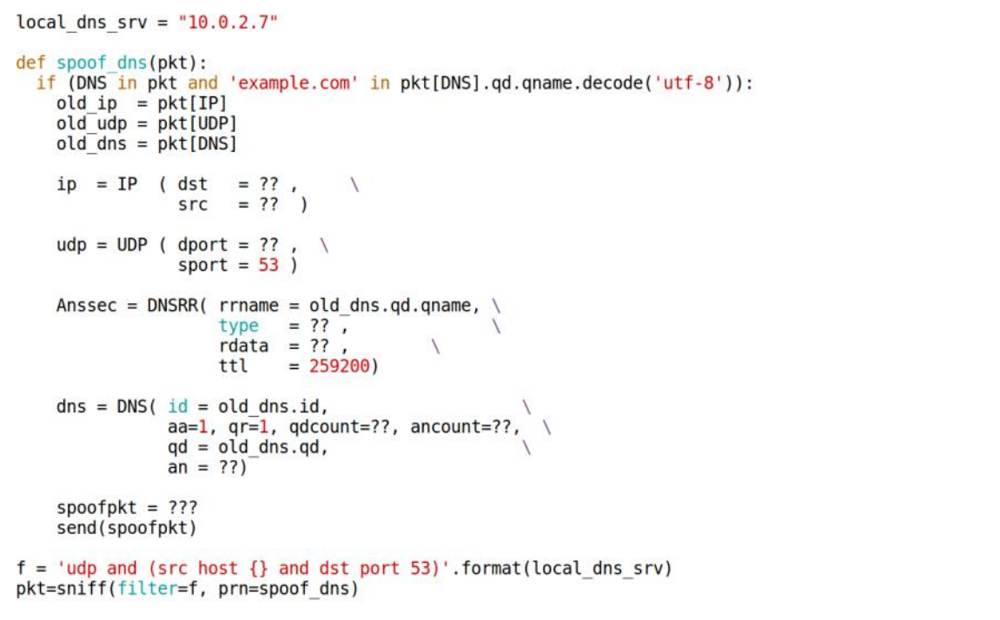 local_dns_srv = "10.0.2.7"

def spoof_dns(pkt):
  if (DNS in pkt and 'example.com' in pkt[DNS].qd.qname.decode('utf-8')):
    old_ip  = pkt[IP]
    old_udp = pkt[UDP]
    old_dns = pkt[DNS]

    ip  = IP  ( dst   = ?? ,     \
                src   = ??  )

    udp = UDP ( dport = ?? ,  \
                sport = 53 )

    Anssec = DNSRR( rrname = old_dns.qd.qname, \
                    type   = ?? ,              \
                    rdata  = ?? ,        \
                    ttl    = 259200)

    dns = DNS( id = old_dns.id,                   \
               aa=1, qr=1, qdcount=??, ancount=??,  \
               qd = old_dns.qd,                   \
               an = ??)

    spoofpkt = ???
    send(spoofpkt)

f = 'udp and (src host {} and dst port 53)'.format(local_dns_srv)
pkt=sniff(filter=f, prn=spoof_dns)